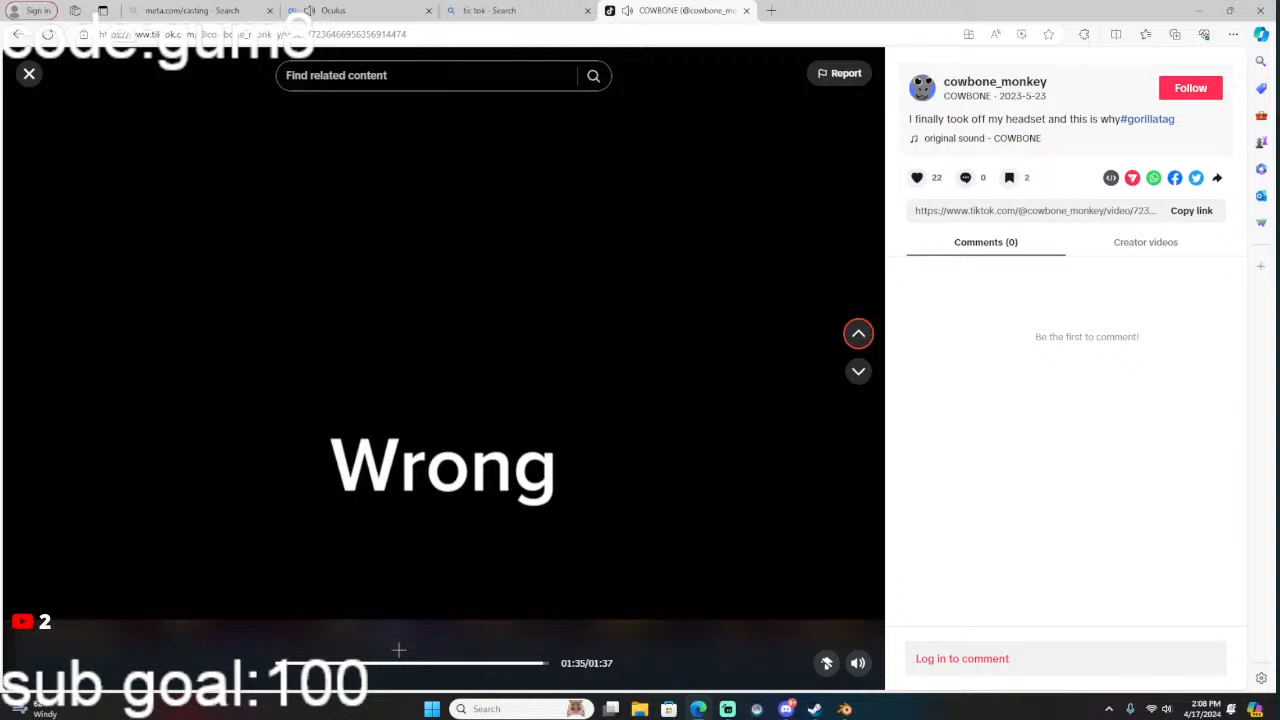 Sign in
meta.com/casting - Search
Oculus
tic tok - Search
COWBONE (@cowbone_mo
code:gum8
Find related content
Report
cowbone_monkey
COWBONE · 2023-5-23
Follow
I finally took off my headset and this is why#gorillatag
original sound - COWBONE
22
0
2
https://www.tiktok.com/@cowbone_monkey/video/723...
Copy link
Comments (0)
Creator videos
Be the first to comment!
Wrong
2
01:35/01:37
Log in to comment
sub goal:100
Windy
Search
2:08 PM
4/17/2024